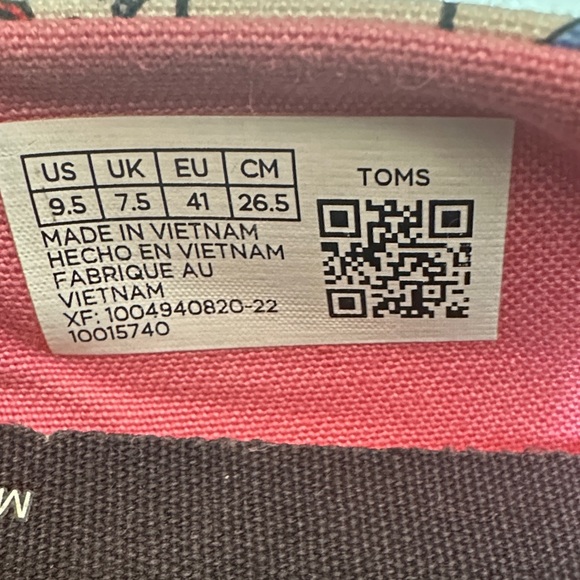 US UK EU CM
9.5 7.5 41 26.5
MADE IN VIETNAM
HECHO EN VIETNAM
FABRIQUE AU
VIETNAM
XF: 1004940820-22
10015740
TOMS
M